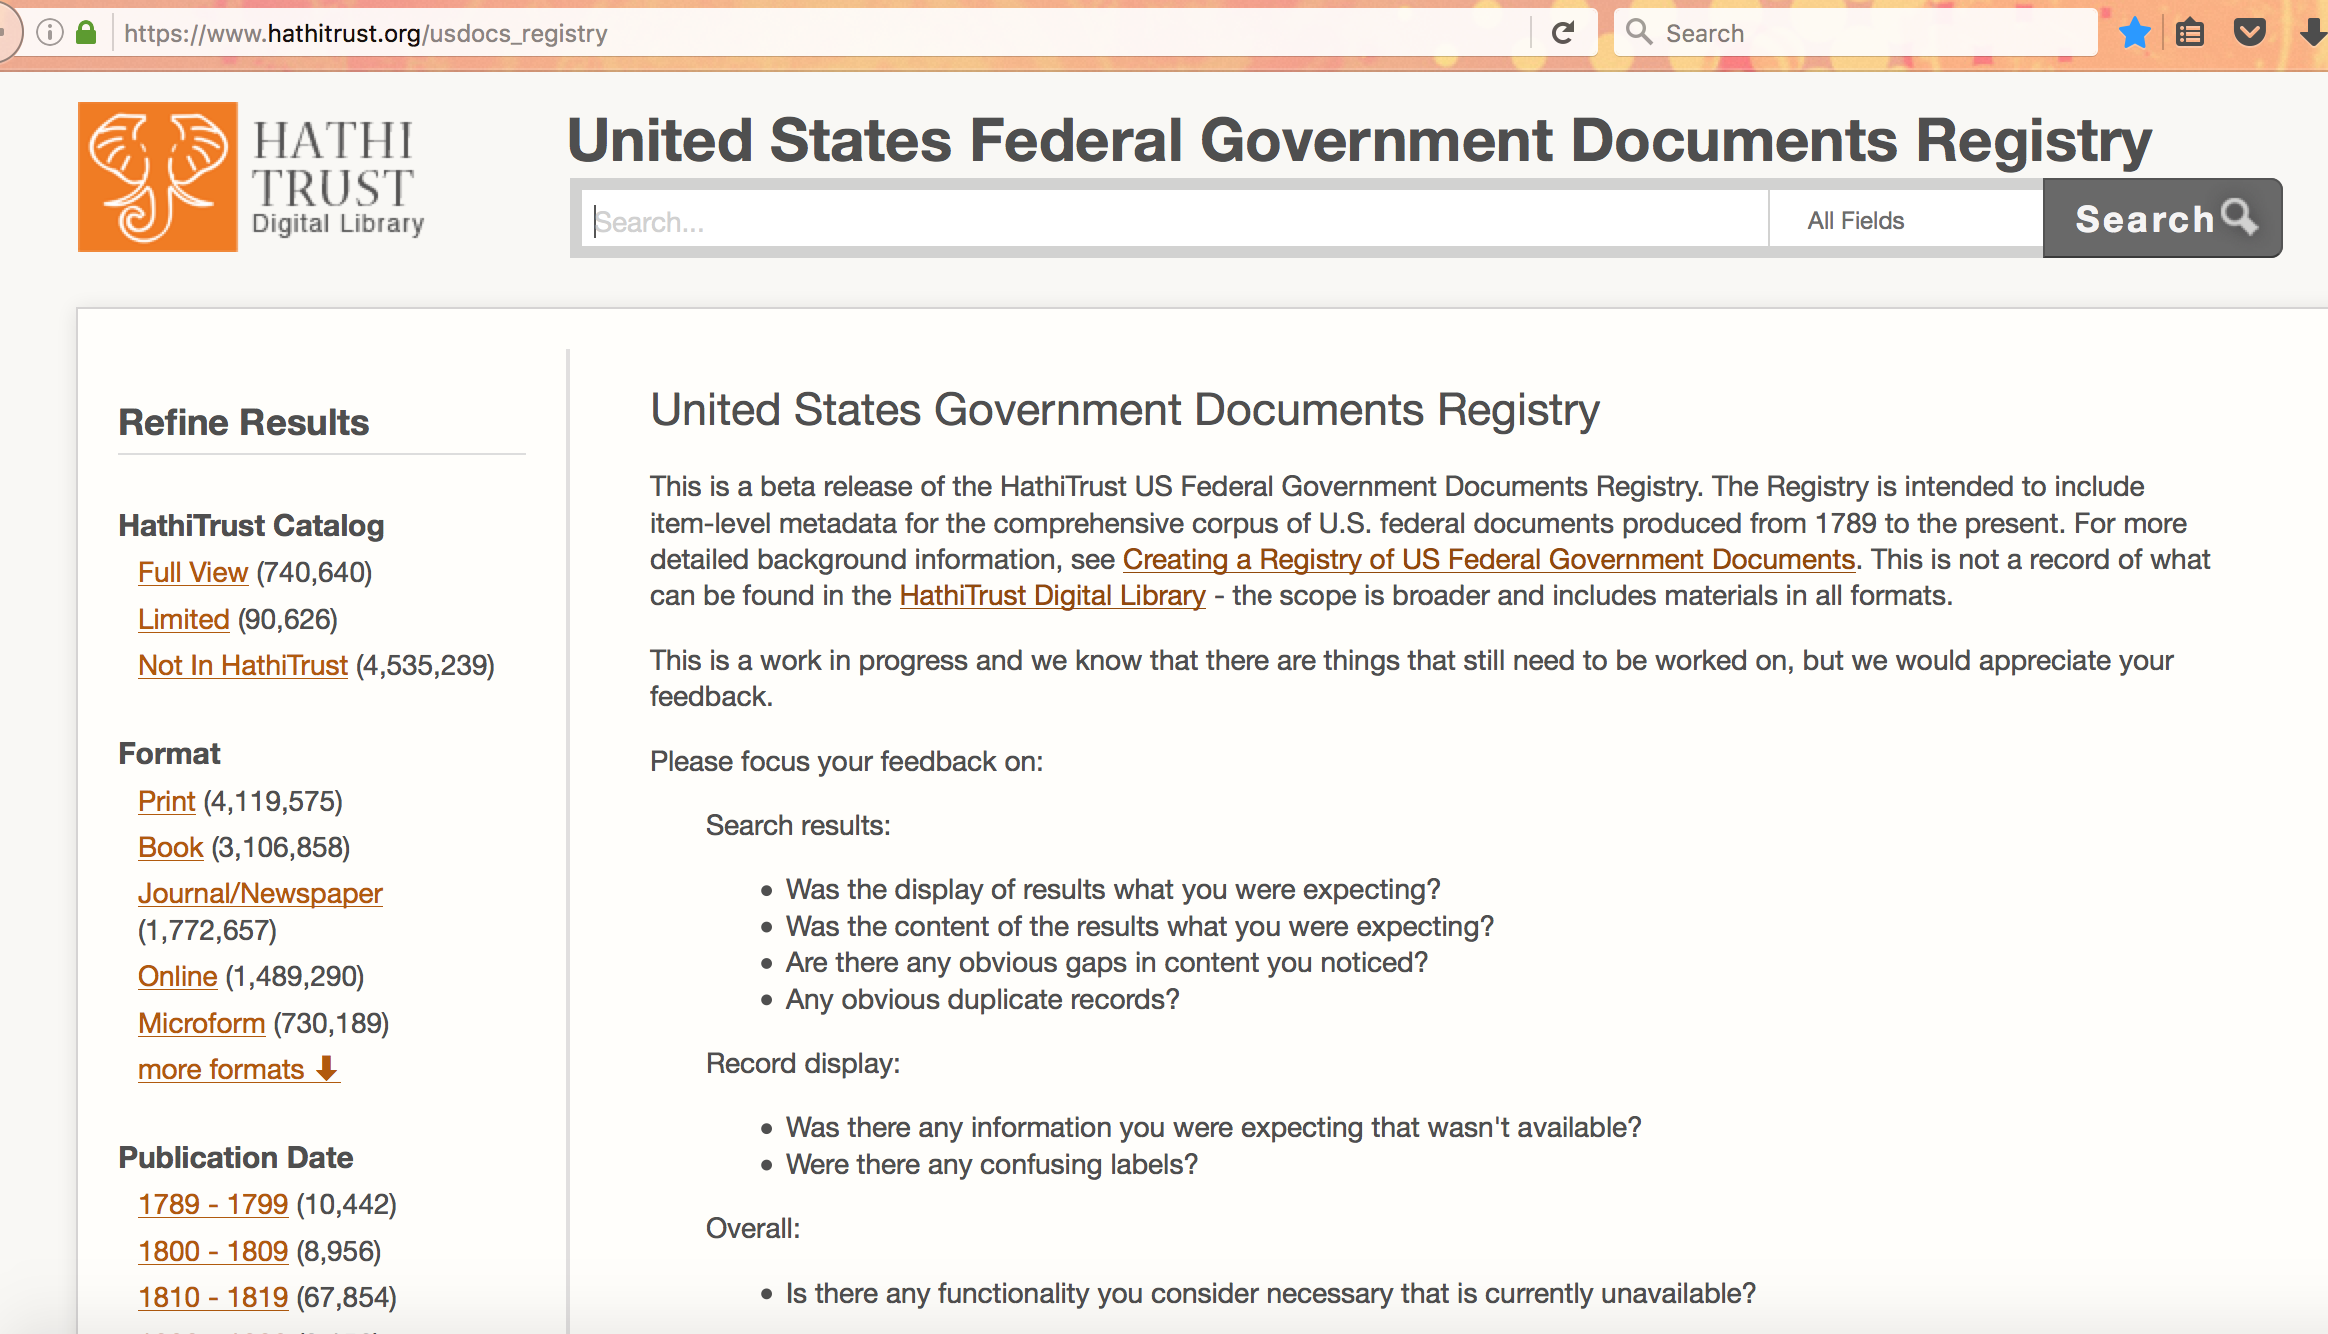 https://www.hathitrust.org/usdocs_registry
Search
HATHI
TRUST
Digital Library
United States Federal Government Documents Registry
Search...
All Fields
Search
Refine Results
HathiTrust Catalog
Full View (740,640)
Limited (90,626)
Not In HathiTrust (4,535,239)
Format
Print (4,119,575)
Book (3,106,858)
Journal/Newspaper
(1,772,657)
Online (1,489,290)
Microform (730,189)
more formats
Publication Date
1789 - 1799 (10,442)
1800 - 1809 (8,956)
1810 - 1819 (67,854)
United States Government Documents Registry
This is a beta release of the HathiTrust US Federal Government Documents Registry. The Registry is intended to include
item-level metadata for the comprehensive corpus of U.S. federal documents produced from 1789 to the present. For more
detailed background information, see Creating a Registry of US Federal Government Documents. This is not a record of what
can be found in the HathiTrust Digital Library - the scope is broader and includes materials in all formats.
This is a work in progress and we know that there are things that still need to be worked on, but we would appreciate your
feedback.
Please focus your feedback on:
Search results:
• Was the display of results what you were expecting?
• Was the content of the results what you were expecting?
• Are there any obvious gaps in content you noticed?
• Any obvious duplicate records?
Record display:
• Was there any information you were expecting that wasn't available?
• Were there any confusing labels?
Overall:
• Is there any functionality you consider necessary that is currently unavailable?